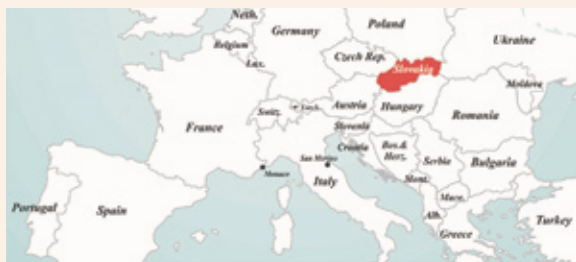 Neth.
Poland
Germany
Ukraine
Belgium
Czech Rep.
Lux.
Slovakia
Moldova
Austria
Hungary
Switz.
Liech.
Romania
France
Slovenia
Croatia
San Marino
Bos. &
Herz.
Serbia
Monaco
Italy
Bulgaria
Mont.
Mace.
Portugal
Spain
Alb.
Turkey
Greece